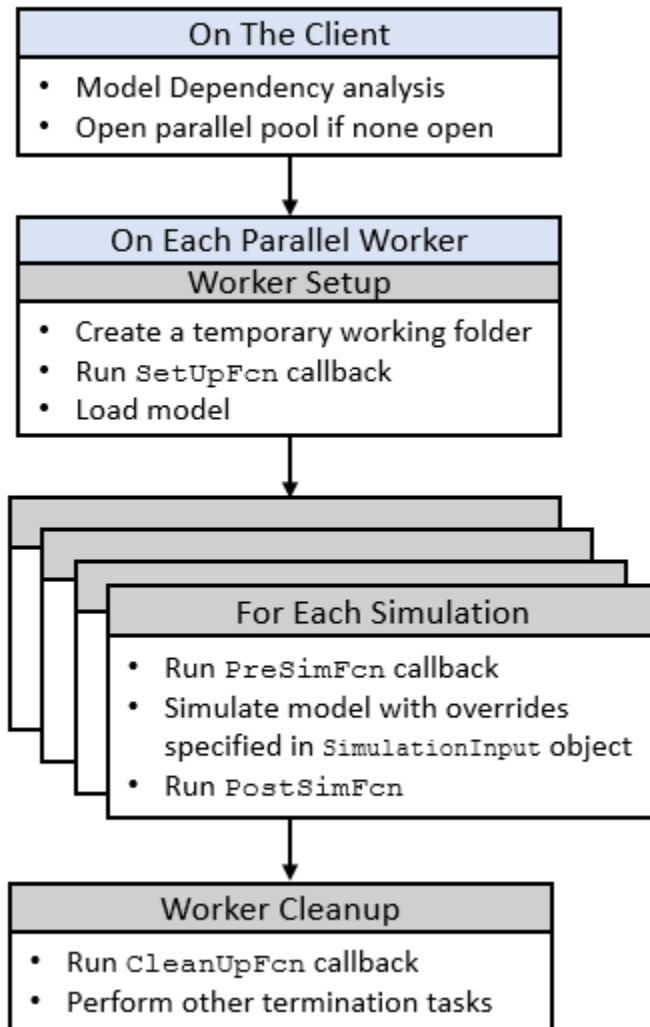 On The Client
• Model Dependency analysis
• Open parallel pool if none open
On Each Parallel Worker
Worker Setup
• Create a temporary working folder
• Run SetUpFcn callback
• Load model
For Each Simulation
• Run PreSimFcn callback
• Simulate model with overrides
specified in SimulationInput object
• Run PostSimFcn
Worker Cleanup
• Run CleanUpFcn callback
• Perform other termination tasks